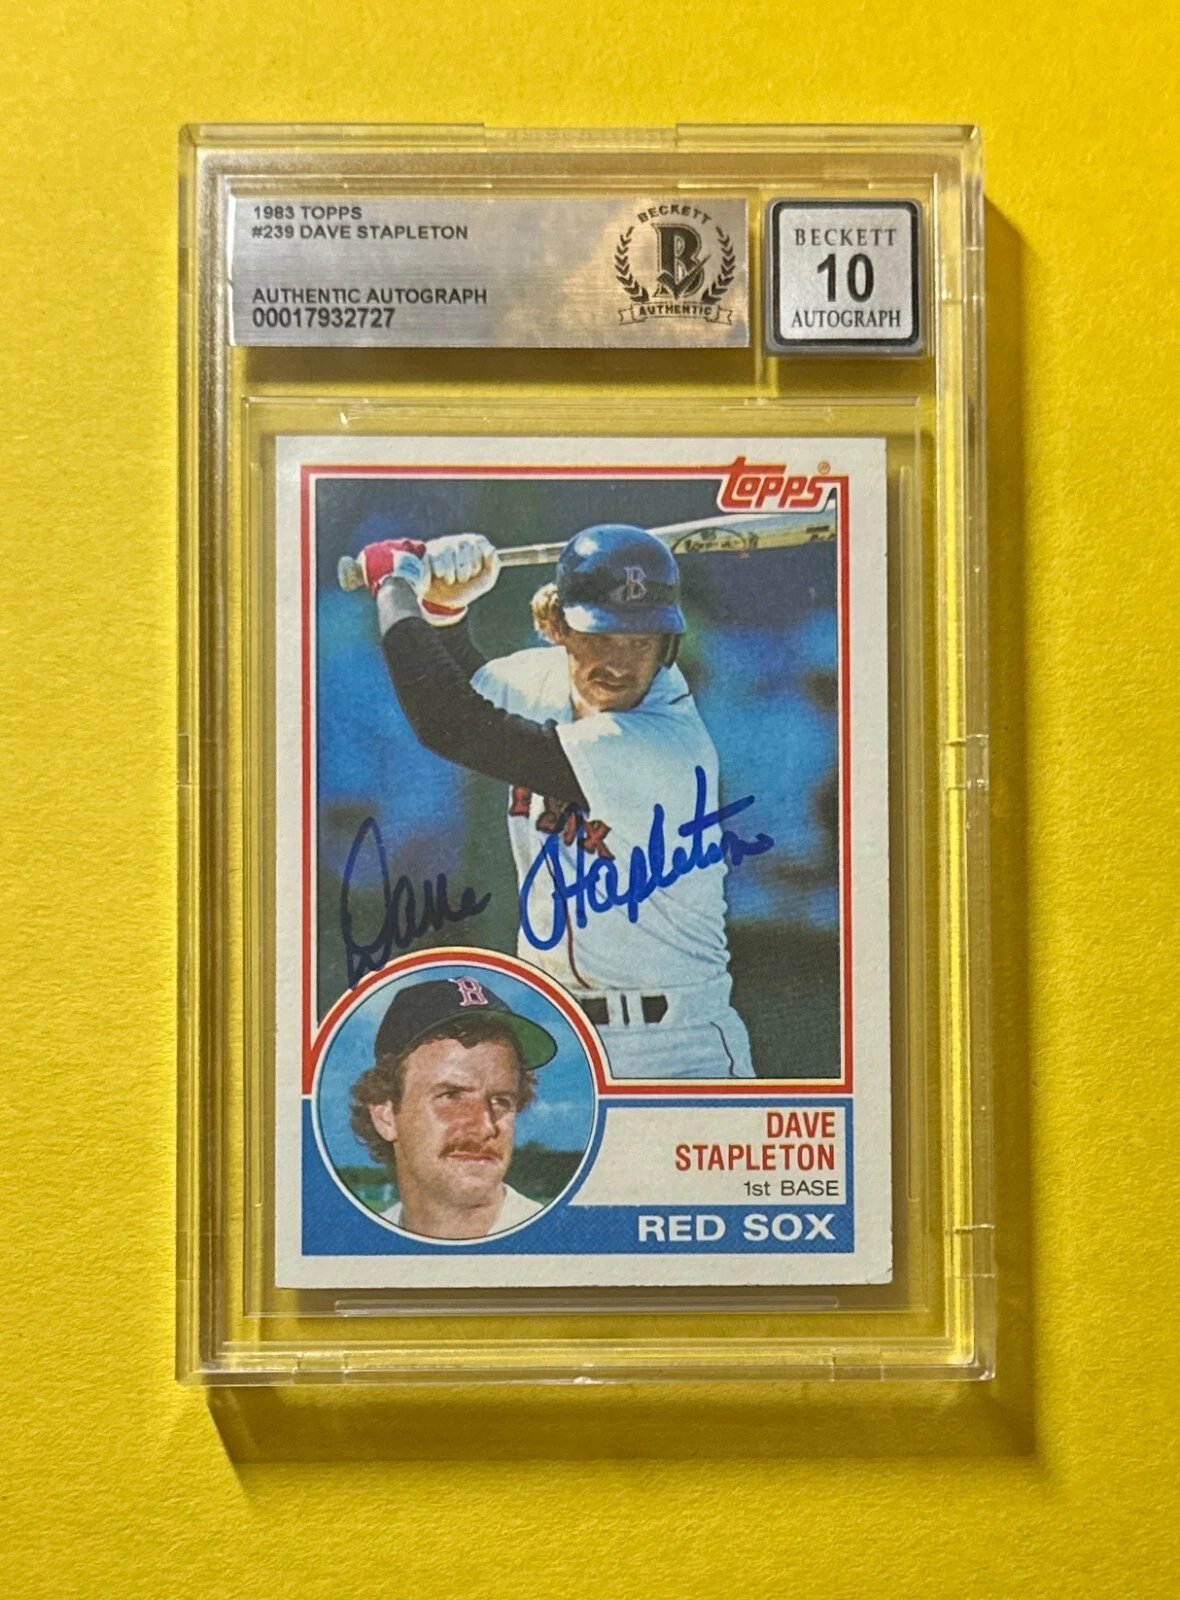 1983 TOPPS
#239 DAVE STAPLETON
AUTHENTIC AUTOGRAPH
00017932727
BECKETT
B
AUTHENTIC
BECKETT
10
AUTOGRAPH
topps®
B
Dave Stapleton
B
DAVE
STAPLETON
1st BASE
RED SOX